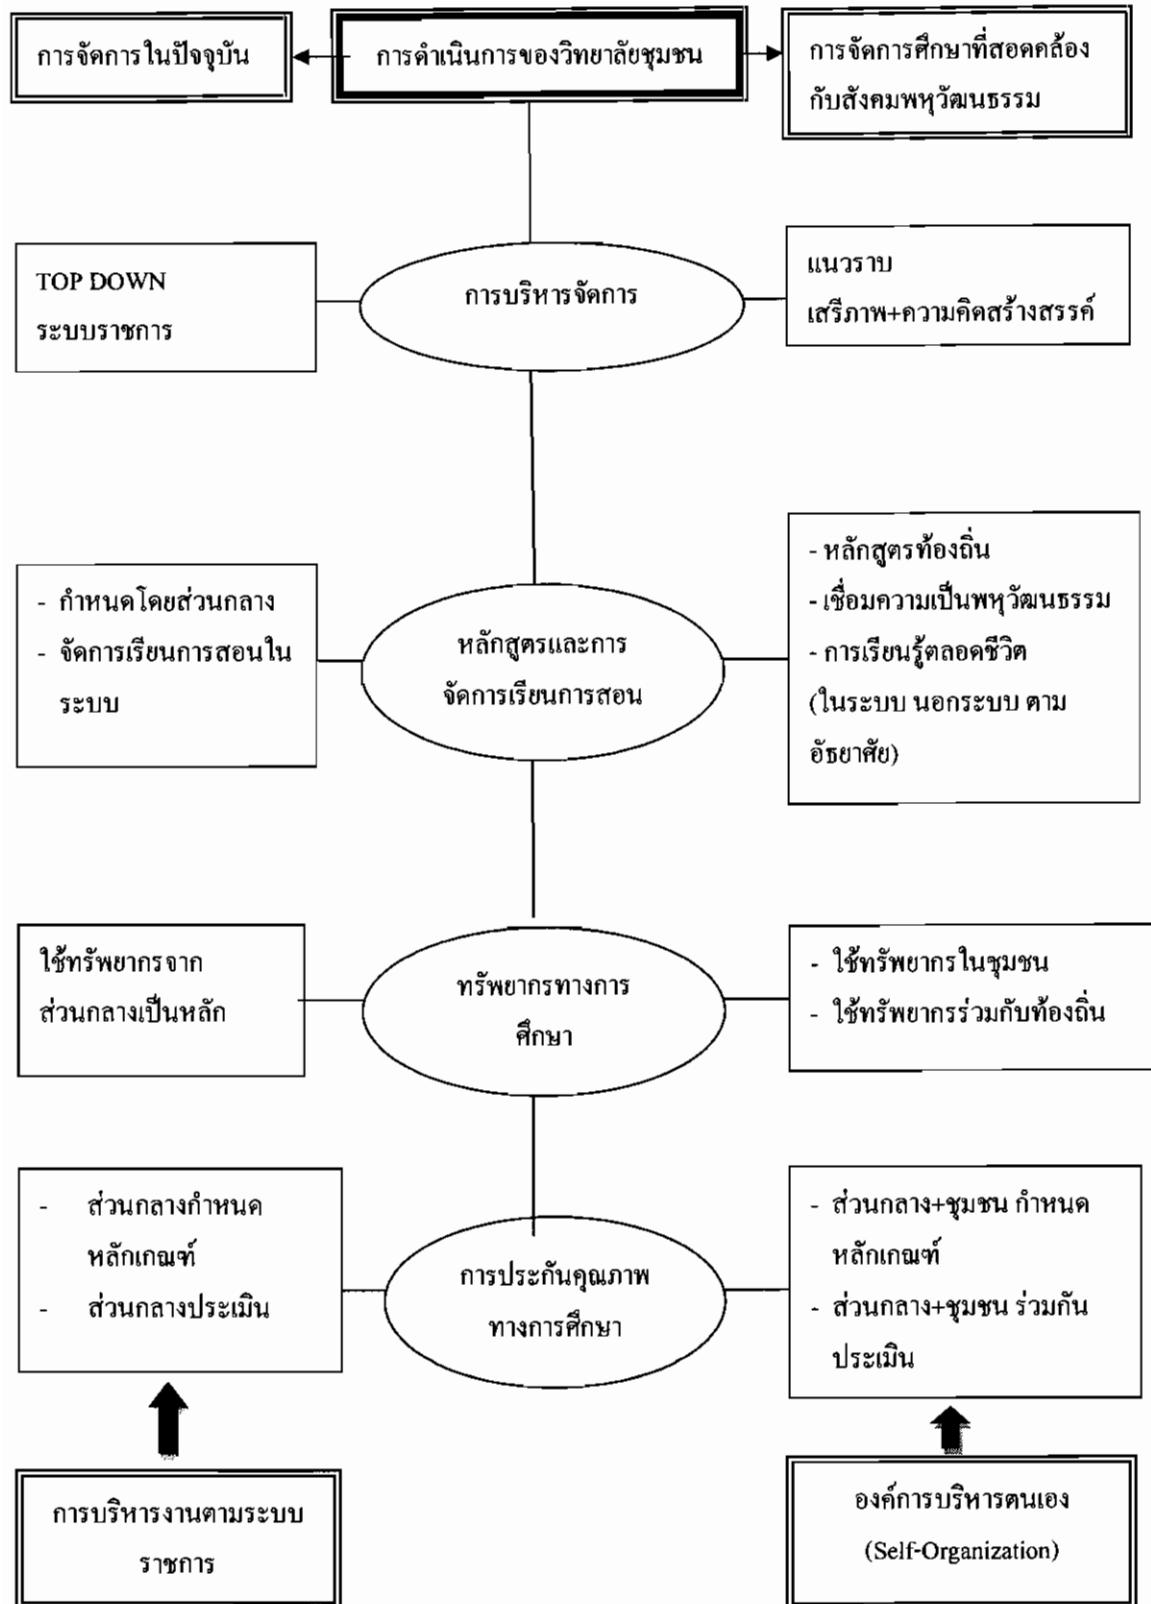 การจัดการในปัจจุบัน
การดำเนินการของวิทยาลัยชุมชน
การจัดการศึกษาที่สอดคล้อง
กับสังคมพหุวัฒนธรรม
TOP DOWN
ระบบราชการ
การบริหารจัดการ
แนวราบ
เสรีภาพ+ความคิดสร้างสรรค์
- กำหนดโดยส่วนกลาง
- จัดการเรียนการสอนใน
ระบบ
หลักสูตรและการ
จัดการเรียนการสอน
- หลักสูตรท้องถิ่น
- เชื่อมความเป็นพหุวัฒนธรรม
- การเรียนรู้ตลอดชีวิต
(ในระบบ นอกระบบ ตาม
อัธยาศัย)
ใช้ทรัพยากรจาก
ส่วนกลางเป็นหลัก
ทรัพยากรทางการ
ศึกษา
- ใช้ทรัพยากรในชุมชน
- ใช้ทรัพยากรร่วมกับท้องถิ่น
- ส่วนกลางกำหนด
หลักเกณฑ์
- ส่วนกลางประเมิน
การประกันคุณภาพ
ทางการศึกษา
- ส่วนกลาง+ชุมชน กำหนด
หลักเกณฑ์
- ส่วนกลาง+ชุมชน ร่วมกัน
ประเมิน
การบริหารงานตามระบบ
ราชการ
องค์การบริหารตนเอง
(Self-Organization)